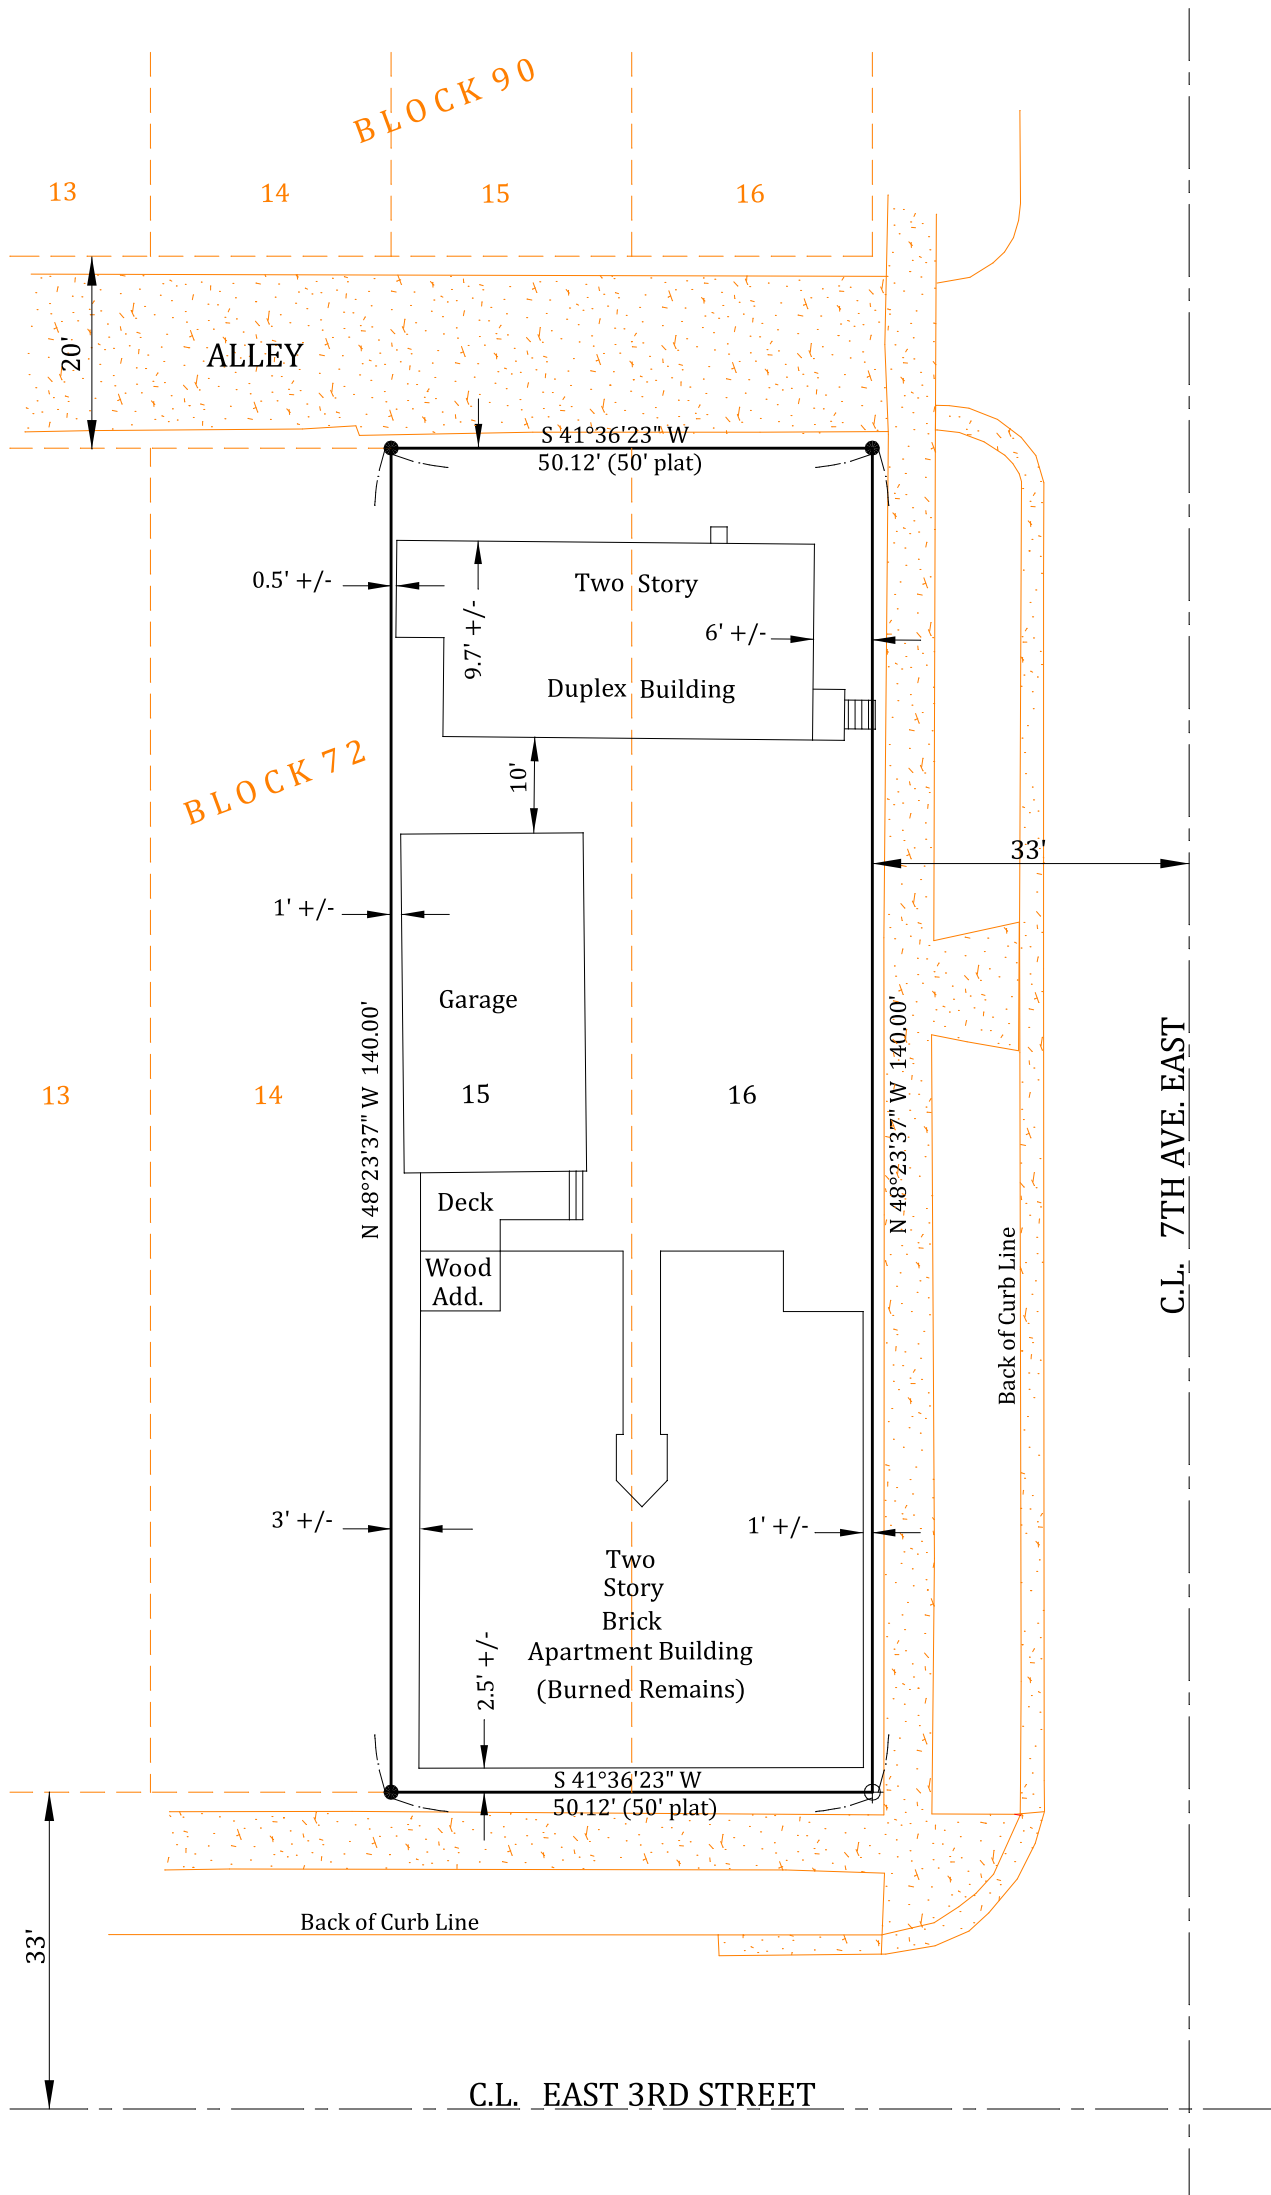 BLOCK 90
13
14
15
16
20'
ALLEY
S 41°36'23" W
50.12' (50' plat)
0.5' +/-
Two Story
9.7' +/-
6' +/-
Duplex Building
BLOCK 72
10'
33'
1' +/-
Garage
N 48°23'37" W 140.00'
N 48°23'37" W 140.00'
13
14
15
16
C.L. 7TH AVE. EAST
Deck
Wood
Add.
Back of Curb Line
3' +/-
1' +/-
Two
Story
Brick
Apartment Building
(Burned Remains)
2.5' +/-
S 41°36'23" W
50.12' (50' plat)
Back of Curb Line
33'
C.L. EAST 3RD STREET